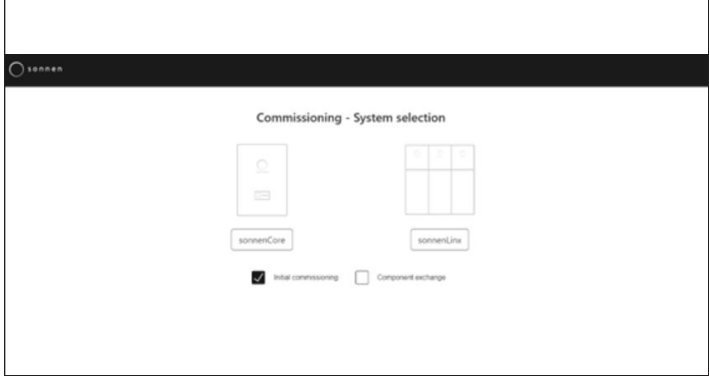 sonnen
Commissioning - System selection
sonnenCore sonnenLinx
Initial commissioning Component exchange